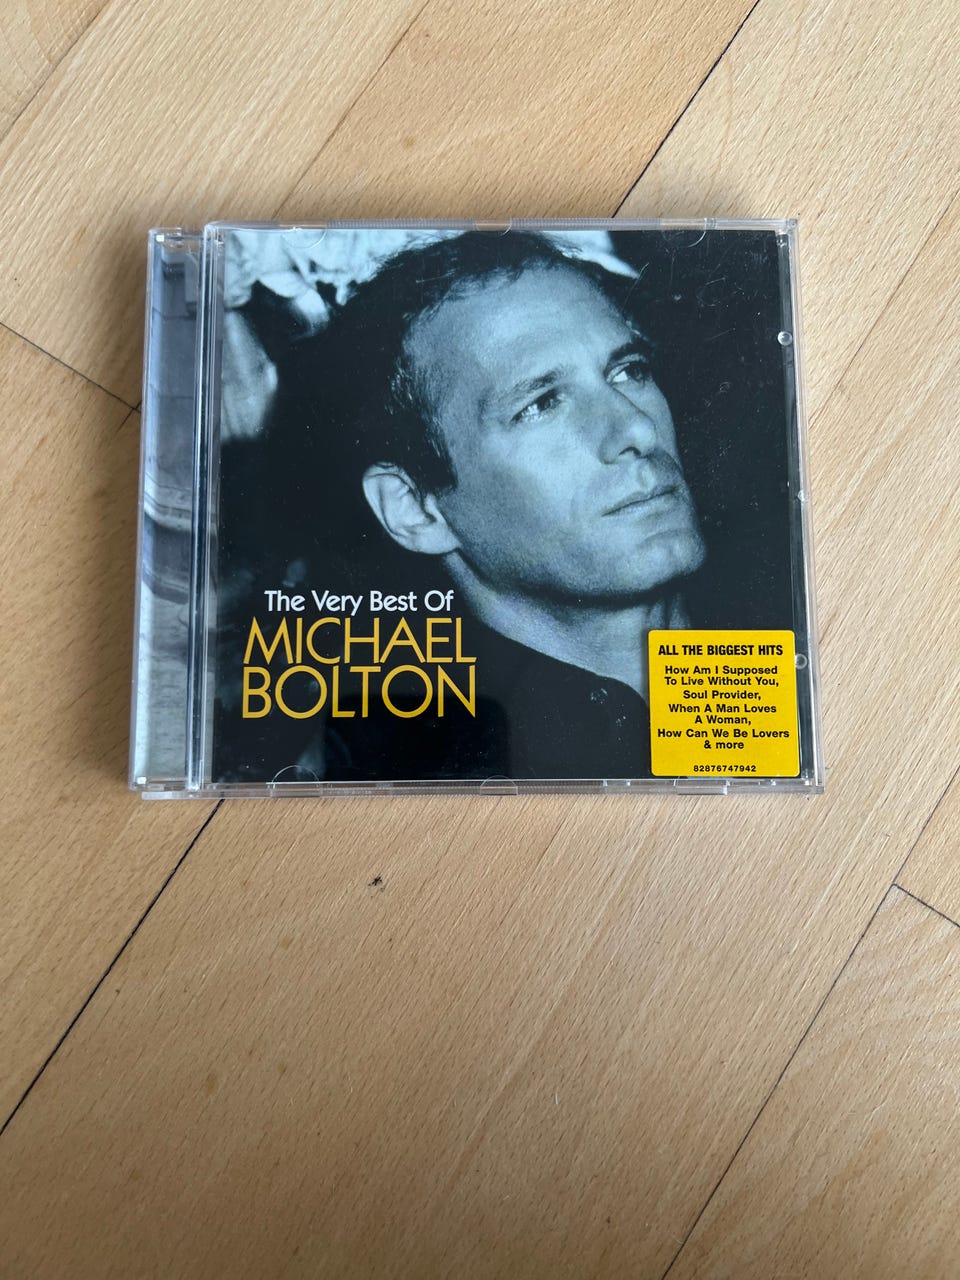 The Very Best Of
MICHAEL
BOLTON
ALL THE BIGGEST HITS
How Am I Supposed
To Live Without You,
Soul Provider,
When A Man Loves
A Woman,
How Can We Be Lovers
& more
82876747942